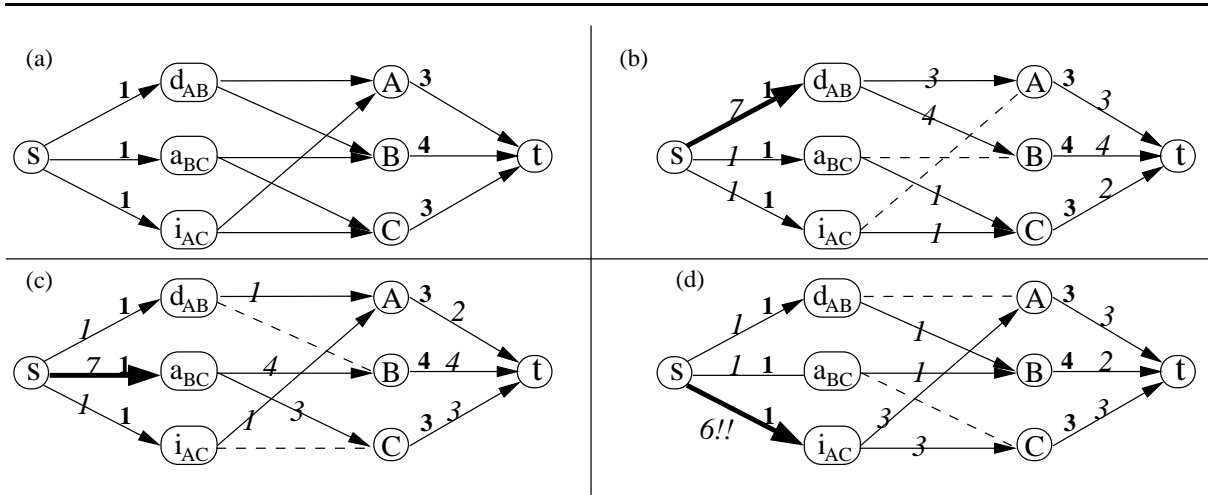 (a)
1 d_AB A 3
s 1 a_BC B 4 t
1 i_AC C 3
(b)
7 1 d_AB 3 A 3 3
4
s 1 1 a_BC B 4 4 t
1 1 i_AC 1 1 C 3 2
(c)
1 1 d_AB 1 A 3 2
s 7 1 a_BC 4 B 4 4 t
1 1 i_AC 1 3 C 3 3
(d)
1 1 d_AB A 3 3
1
s 1 1 a_BC 1 B 2 4 t
6!! 1 i_AC 3 3 C 3 3